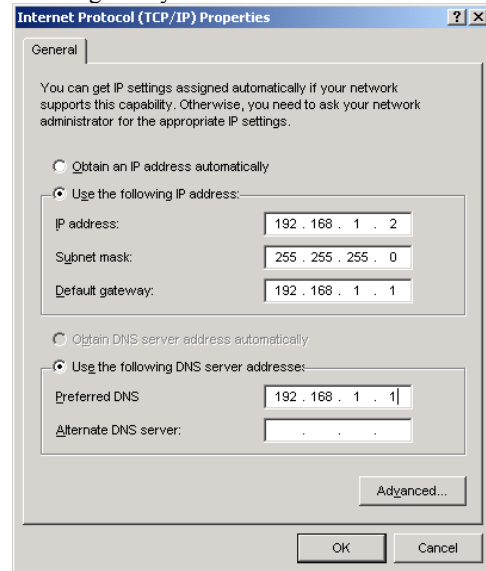 Internet Protocol (TCP/IP) Properties
General
You can get IP settings assigned automatically if your network
supports this capability. Otherwise, you need to ask your network
administrator for the appropriate IP settings.
Obtain an IP address automatically
Use the following IP address:
IP address: 192 . 168 . 1 . 2
Subnet mask: 255 . 255 . 255 . 0
Default gateway: 192 . 168 . 1 . 1
Obtain DNS server address automatically
Use the following DNS server addresses
Preferred DNS 192 . 168 . 1 . 1
Alternate DNS server: . . .
Advanced...
OK Cancel